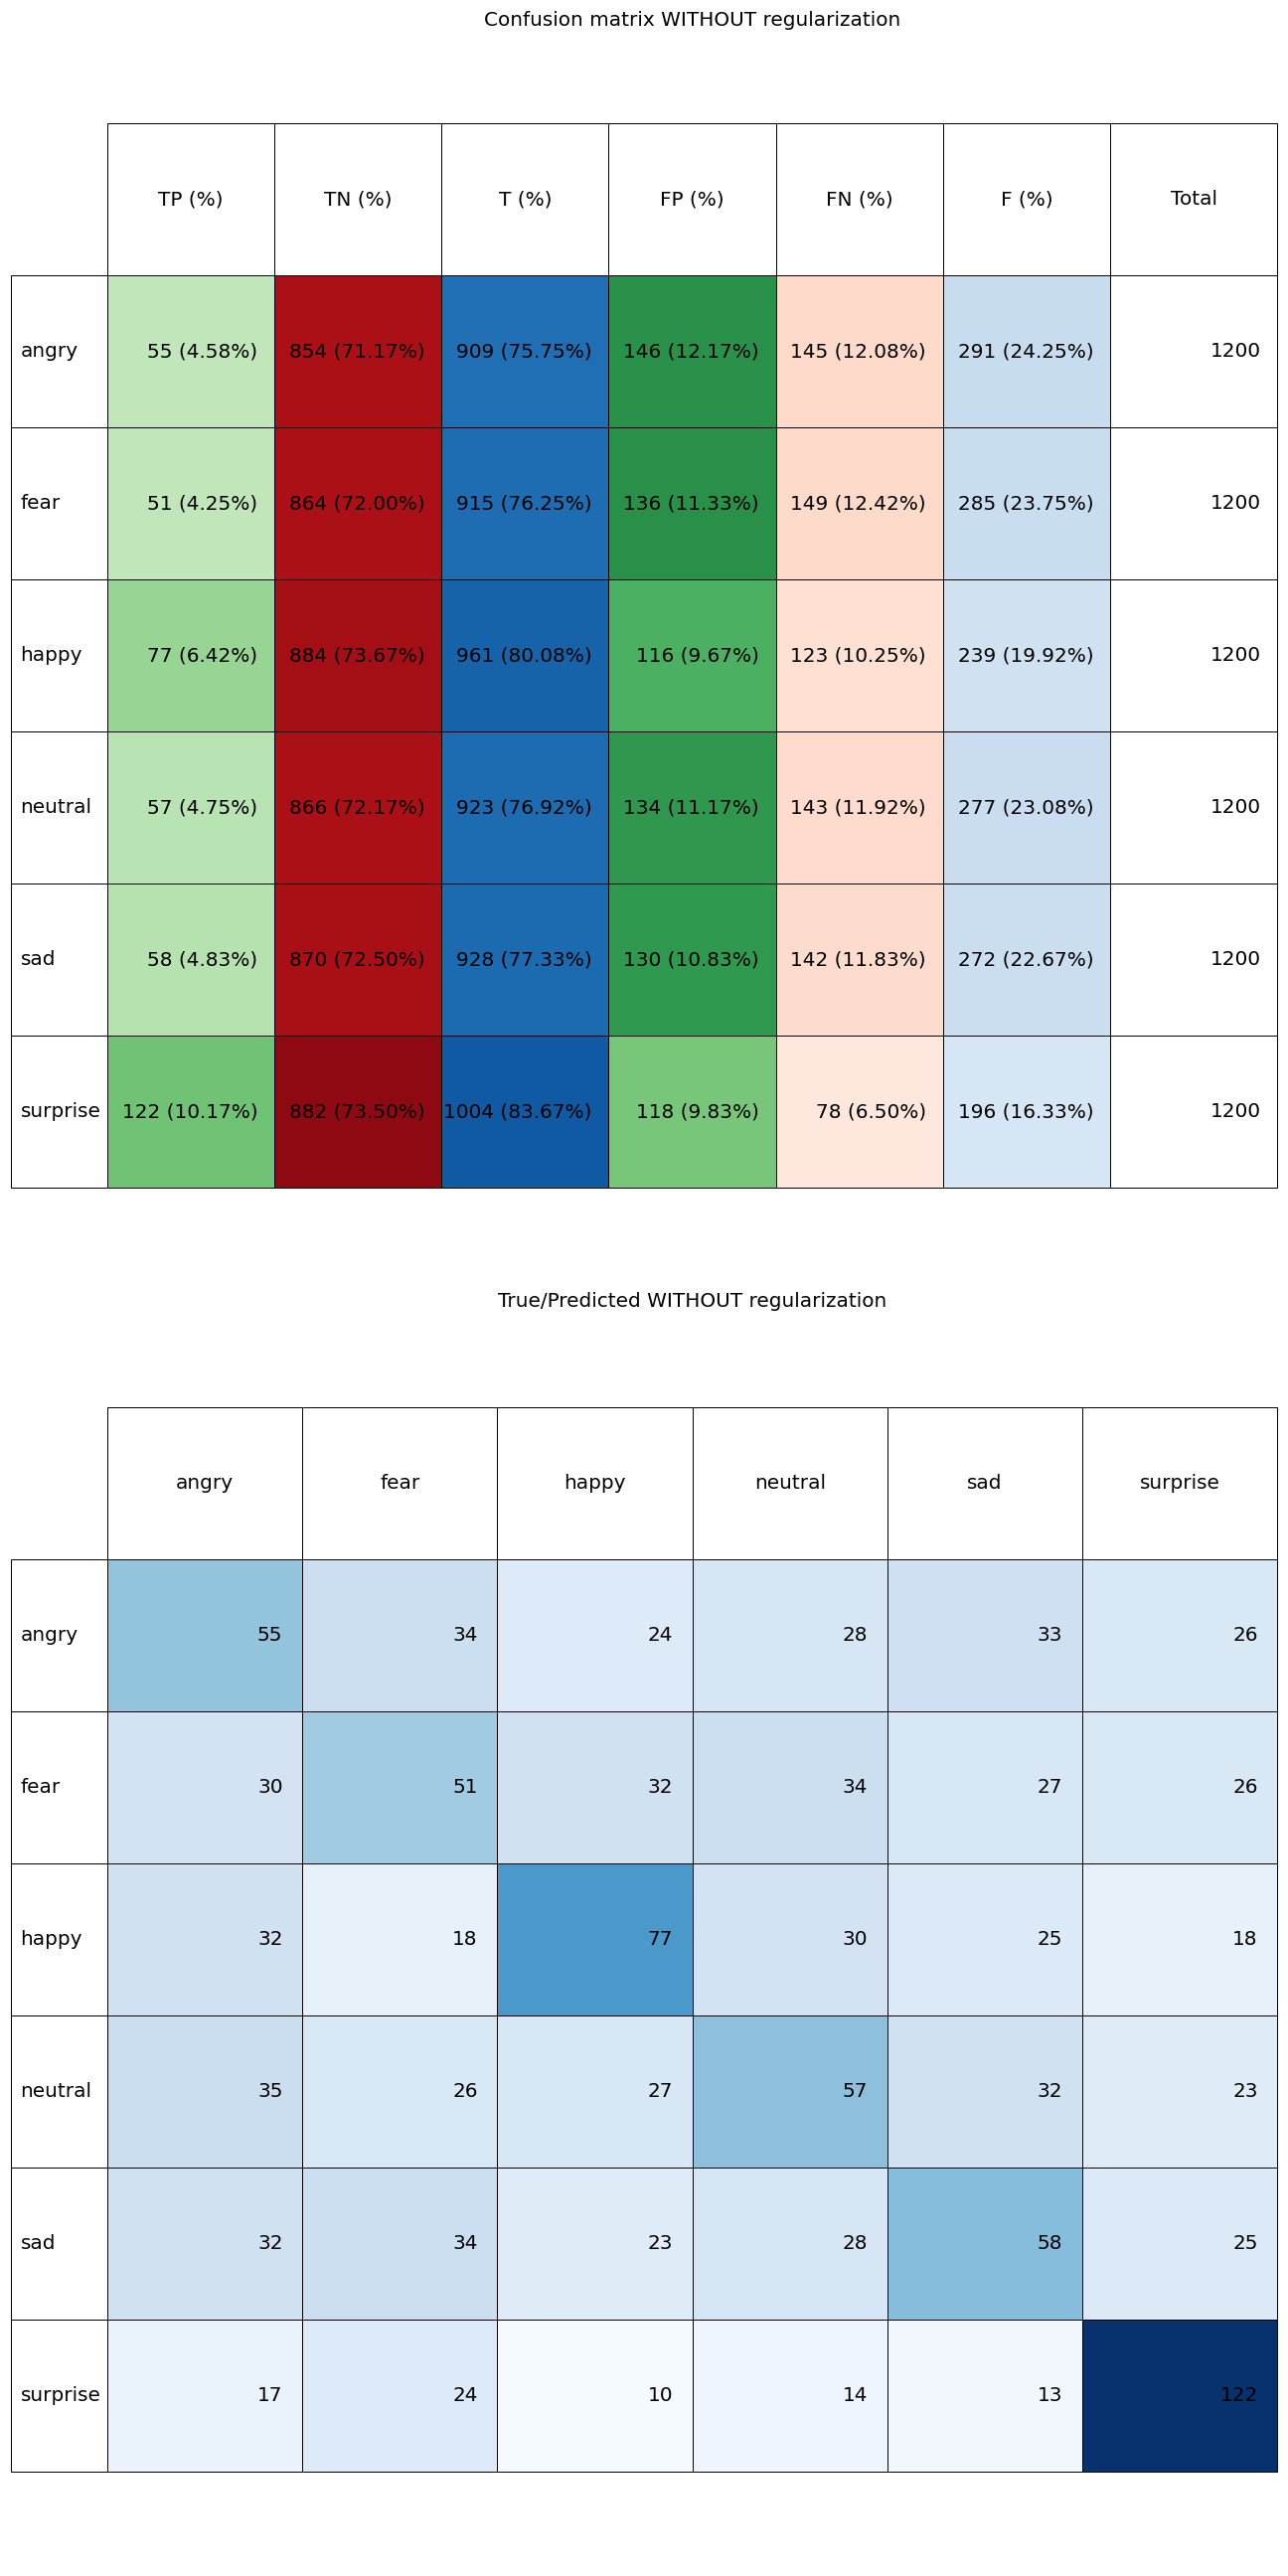 Confusion matrix WITHOUT regularization
TP (%) TN (%) T (%) FP (%) FN (%) F (%) Total
angry 55 (4.58%) 854 (71.17%) 909 (75.75%) 146 (12.17%) 145 (12.08%) 291 (24.25%) 1200
fear 51 (4.25%) 864 (72.00%) 915 (76.25%) 136 (11.33%) 149 (12.42%) 285 (23.75%) 1200
happy 77 (6.42%) 884 (73.67%) 961 (80.08%) 116 (9.67%) 123 (10.25%) 239 (19.92%) 1200
neutral 57 (4.75%) 866 (72.17%) 923 (76.92%) 134 (11.17%) 143 (11.92%) 277 (23.08%) 1200
sad 58 (4.83%) 870 (72.50%) 928 (77.33%) 130 (10.83%) 142 (11.83%) 272 (22.67%) 1200
surprise 122 (10.17%) 882 (73.50%) 1004 (83.67%) 118 (9.83%) 78 (6.50%) 196 (16.33%) 1200
True/Predicted WITHOUT regularization
angry fear happy neutral sad surprise
angry 55 34 24 28 33 26
fear 30 51 32 34 27 26
happy 32 18 77 30 25 18
neutral 35 26 27 57 32 23
sad 32 34 23 28 58 25
surprise 17 24 10 14 13 122